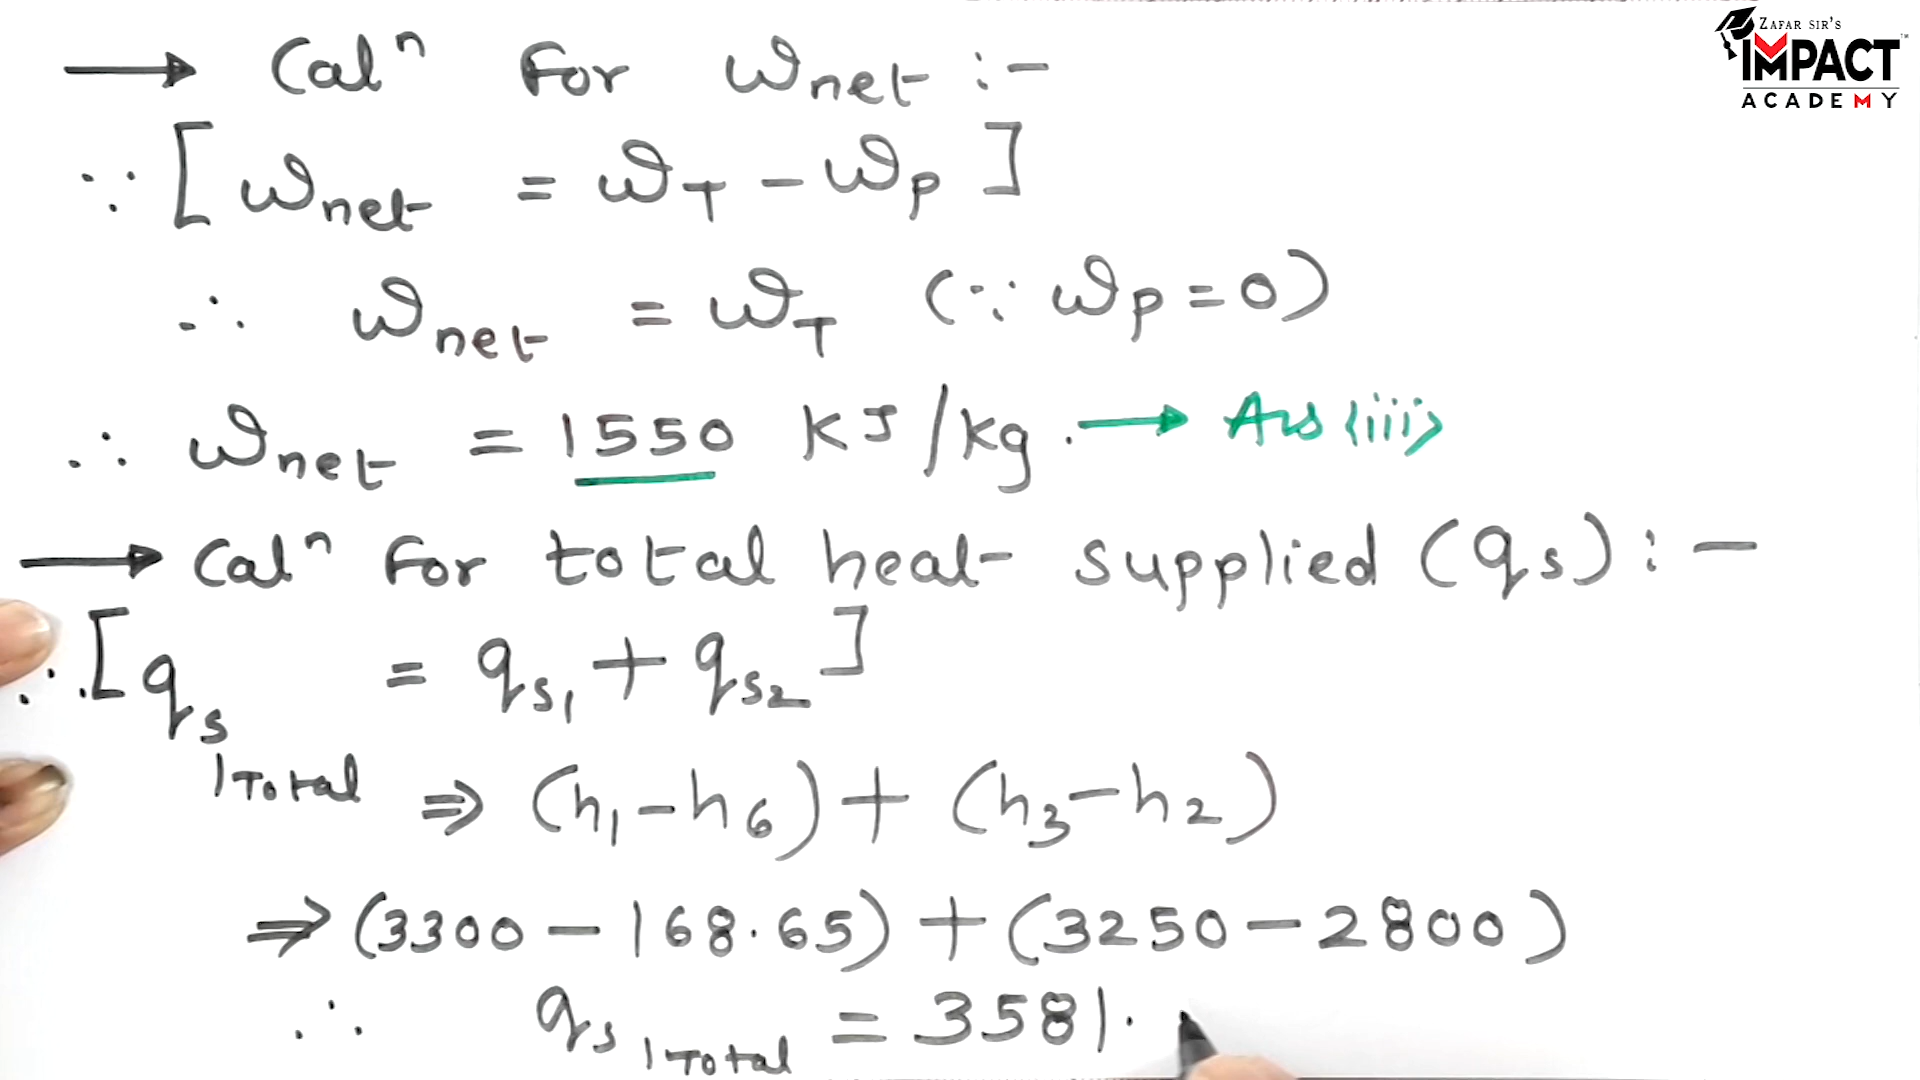 ZAFAR SIR'S
IMPACT™
ACADEMY
→ Calⁿ For Wnet :-
∵ [Wnet = WT - WP]
∴ Wnet = WT (∵ WP = 0)
∴ Wnet = 1550 KJ/kg. → Ans (iii)
→ Calⁿ For total heat supplied (qs) :-
∴ [qs = qs1 + qs2]
|Total ⇒ (h1 - h6) + (h3 - h2)
⇒ (3300 - 168.65) + (3250 - 2800)
∴ qs |Total = 3581.